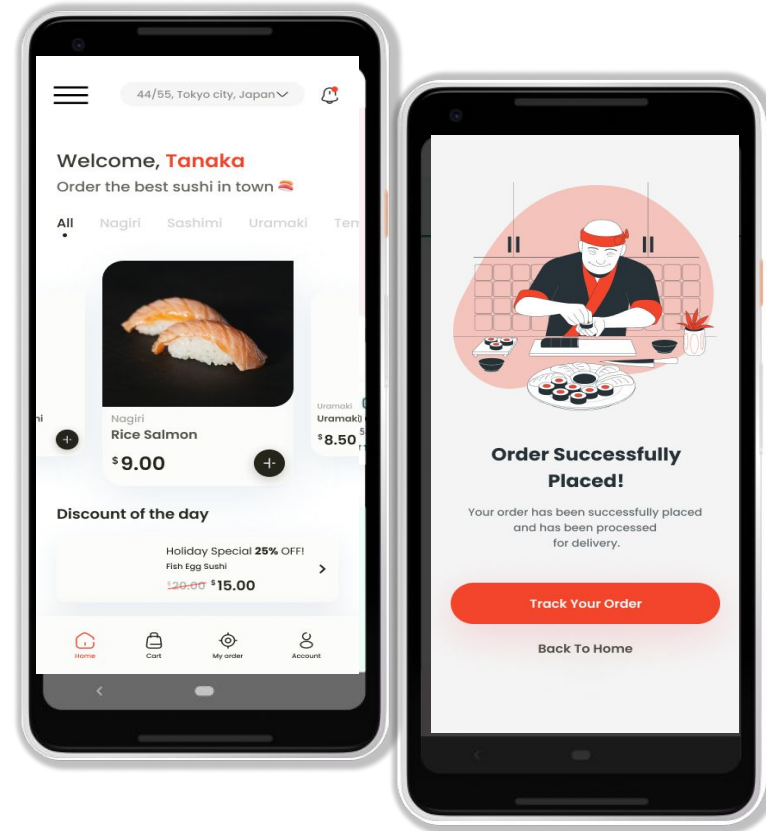 44/55, Tokyo city, Japan
Welcome, Tanaka
Order the best sushi in town
All Nagiri Sashimi Uramaki Tem
Nagiri
Rice Salmon
$9.00
Uramaki
Uramaki
$8.50
Discount of the day
Holiday Special 25% OFF!
Fish Egg Sushi
$20.00 $15.00
Home Cart My order Account
Order Successfully
Placed!
Your order has been successfully placed
and has been processed
for delivery.
Track Your Order
Back To Home